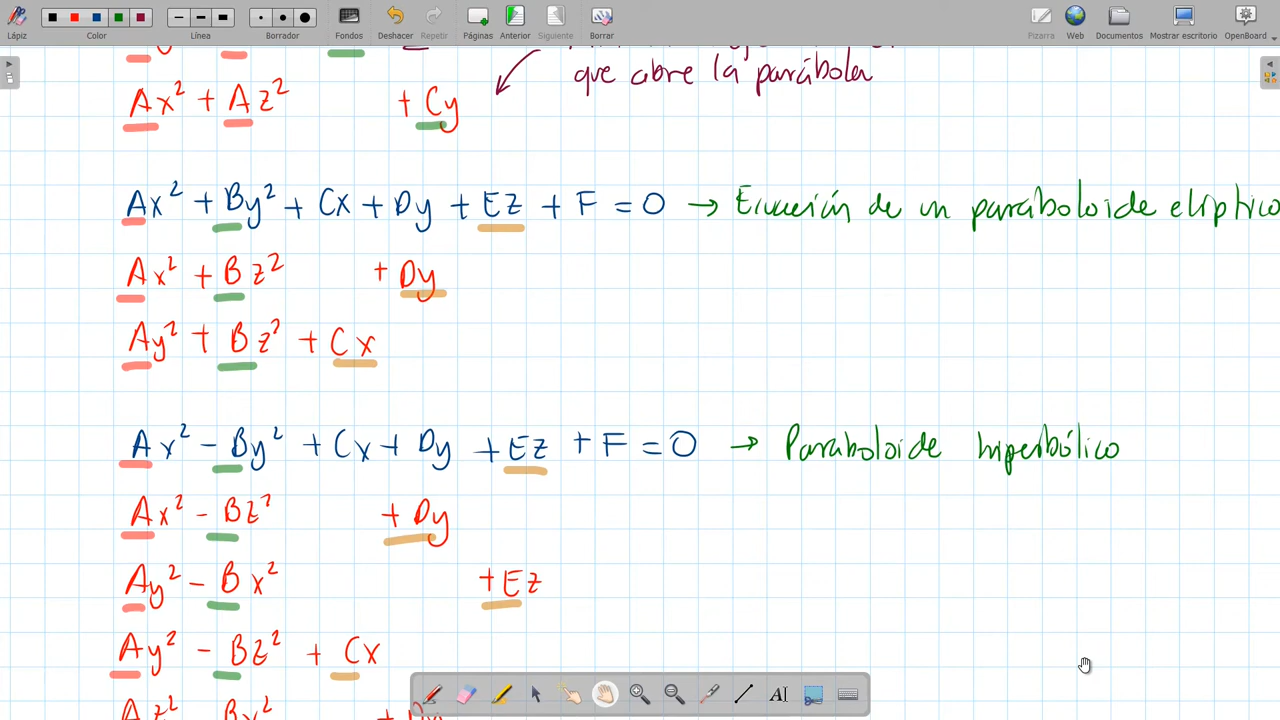 Lápiz Color Línea Borrador Fondos Deshacer Páginas Anterior Siguiente Borrar Pizarra Web Documentos Mostrar escritorio OpenBoard
que abre la parábola
Ax² + Az² + Cy
Ax² + By² + Cx + Dy + Ez + F = 0 → Ecuación de un paraboloide elíptico
Ax² + Bz² + Dy
Ay² + Bz² + Cx
Ax² - By² + Cx + Dy + Ez + F = 0 → Paraboloide hiperbólico
Ax² - Bz² + Dy
Ay² - Bx² + Ez
Ay² - Bz² + Cx